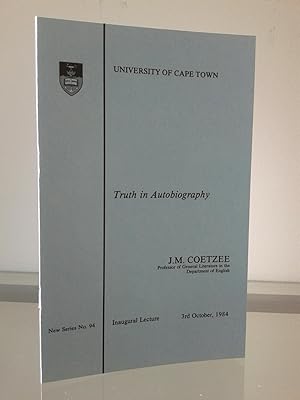 UNIVERSITY OF CAPE TOWN
Truth in Autobiography
J.M. COETZEE
Professor of General Literature in the
Department of English
New Series No. 94
Inaugural Lecture 3rd October, 1984